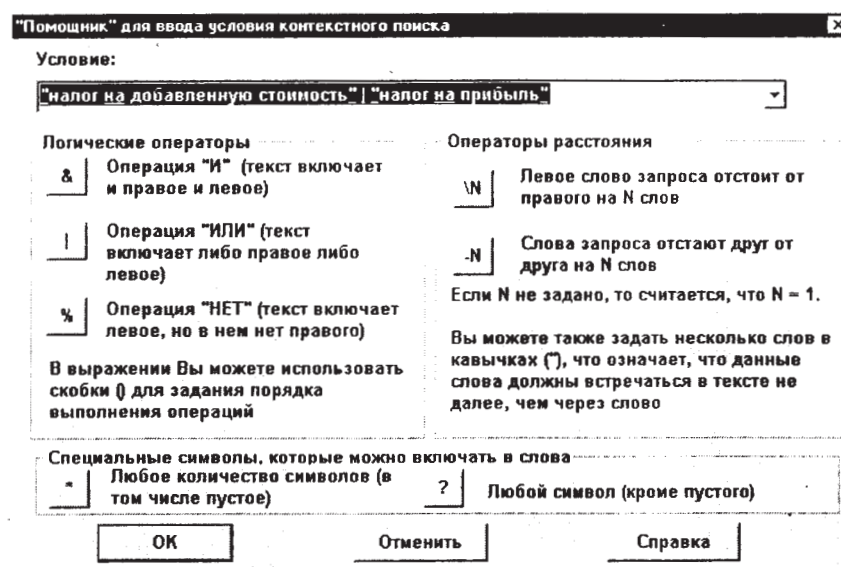 "Помощник" для ввода условия контекстного поиска
Условие:
"налог на добавленную стоимость" | "налог на прибыль"
Логические операторы
&
Операция "И" (текст включает
и правое и левое)
|
Операция "ИЛИ" (текст
включает либо правое либо
левое)
%
Операция "НЕТ" (текст включает
левое, но в нем нет правого)
В выражении Вы можете использовать
скобки () для задания порядка
выполнения операций
Операторы расстояния
\N
Левое слово запроса отстоит от
правого на N слов
-N
Слова запроса отстают друг от
друга на N слов
Если N не задано, то считается, что N = 1.
Вы можете также задать несколько слов в
кавычках ("), что означает, что данные
слова должны встречаться в тексте не
далее, чем через слово
Специальные символы, которые можно включать в слова
*
Любое количество символов (в
том числе пустое)
?
Любой символ (кроме пустого)
ОК
Отменить
Справка